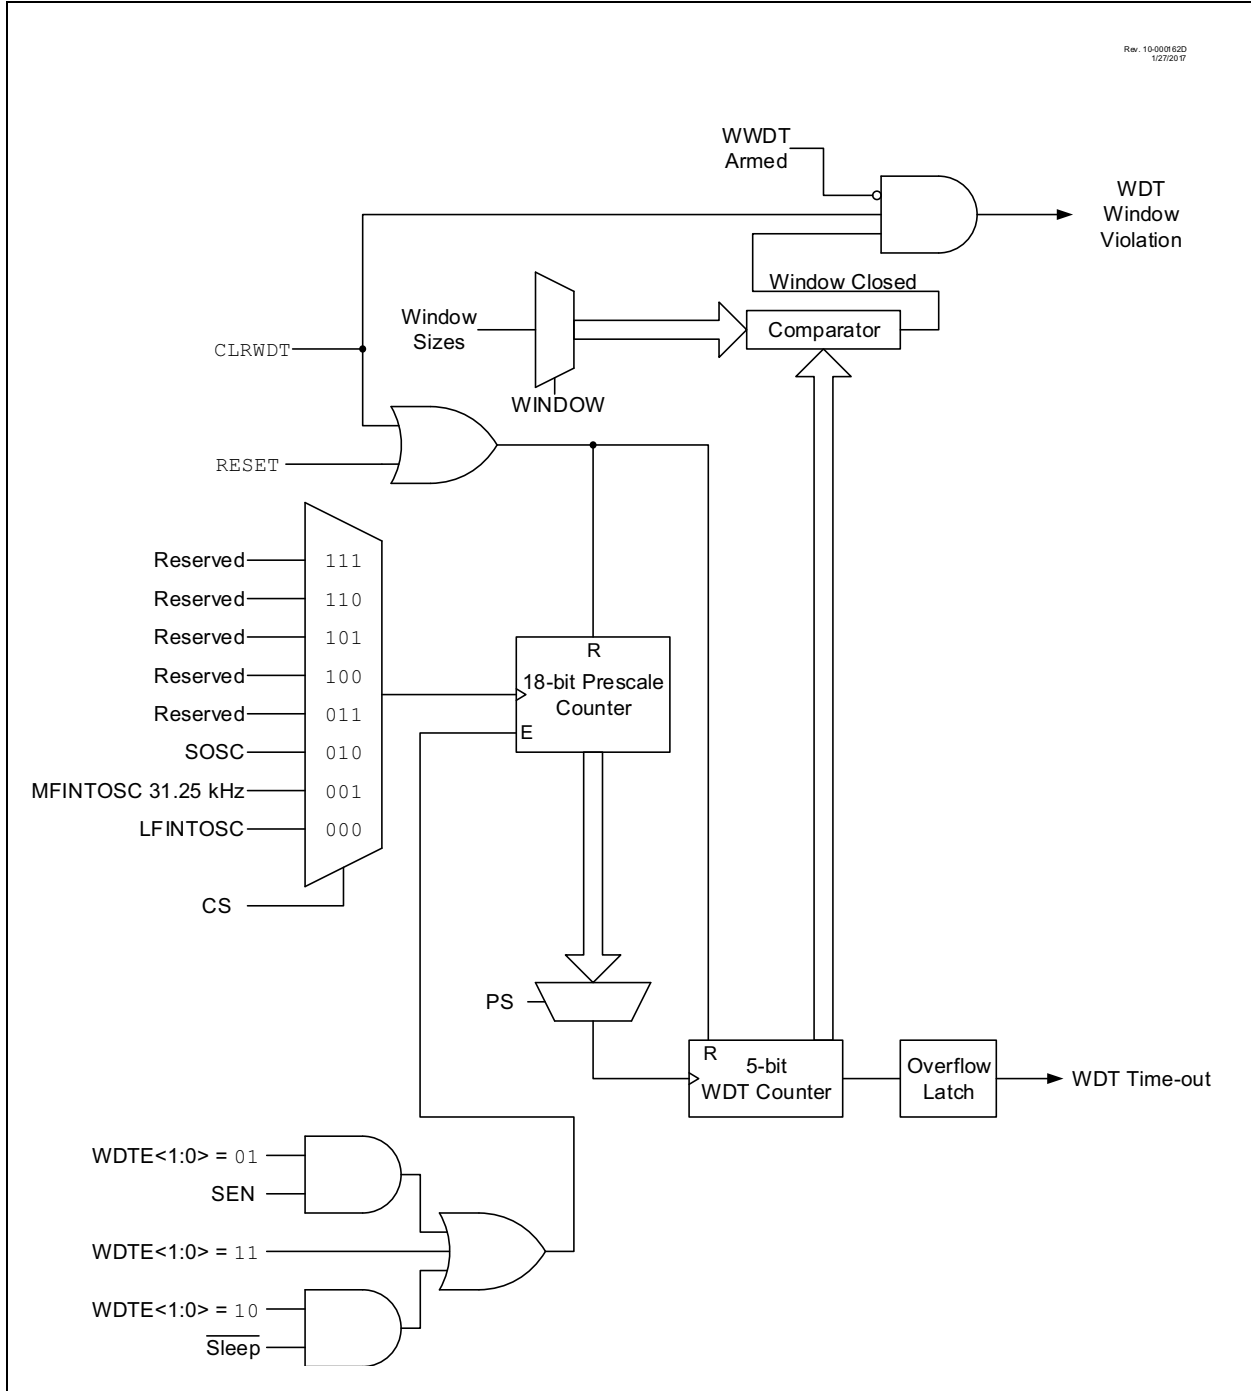 Rev. 10-000162D
1/27/2017
WWDT
Armed
WDT
Window
Violation
Window Closed
Window
Sizes
Comparator
CLRWDT
WINDOW
RESET
Reserved 111
Reserved 110
Reserved 101
Reserved 100
Reserved 011
SOSC 010
MFINTOSC 31.25 kHz 001
LFINTOSC 000
CS
R
18-bit Prescale
Counter
E
PS
R
5-bit
WDT Counter
Overflow
Latch
WDT Time-out
WDTE<1:0> = 01
SEN
WDTE<1:0> = 11
WDTE<1:0> = 10
Sleep